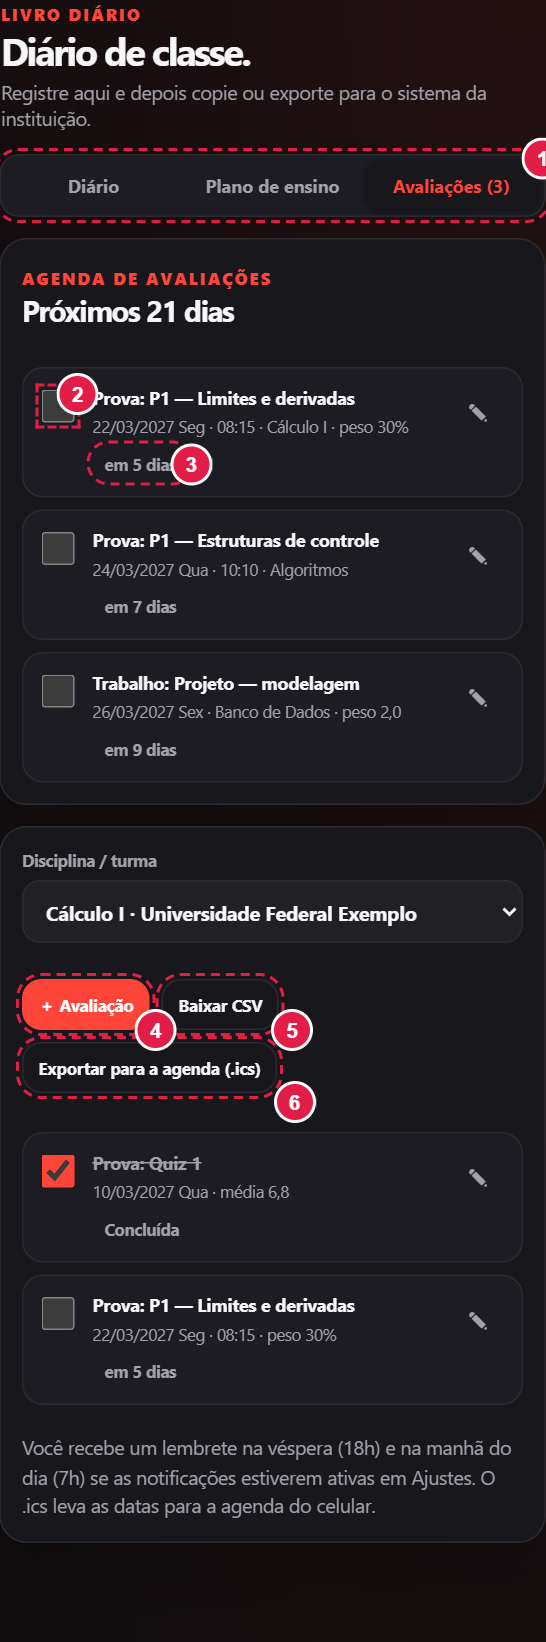 LIVRO DIÁRIO
Diário de classe.
Registre aqui e depois copie ou exporte para o sistema da
instituição.
Diário Plano de ensino Avaliações (3)
1
AGENDA DE AVALIAÇÕES
Próximos 21 dias
2
Prova: P1 — Limites e derivadas
22/03/2027 Seg · 08:15 · Cálculo I · peso 30%
em 5 dias
3
Prova: P1 — Estruturas de controle
24/03/2027 Qua · 10:10 · Algoritmos
em 7 dias
Trabalho: Projeto — modelagem
26/03/2027 Sex · Banco de Dados · peso 2,0
em 9 dias
Disciplina / turma
Cálculo I · Universidade Federal Exemplo
+ Avaliação
4
Baixar CSV
5
Exportar para a agenda (.ics)
6
Prova: Quiz 1
10/03/2027 Qua · média 6,8
Concluída
Prova: P1 — Limites e derivadas
22/03/2027 Seg · 08:15 · peso 30%
em 5 dias
Você recebe um lembrete na véspera (18h) e na manhã do
dia (7h) se as notificações estiverem ativas em Ajustes. O
.ics leva as datas para a agenda do celular.